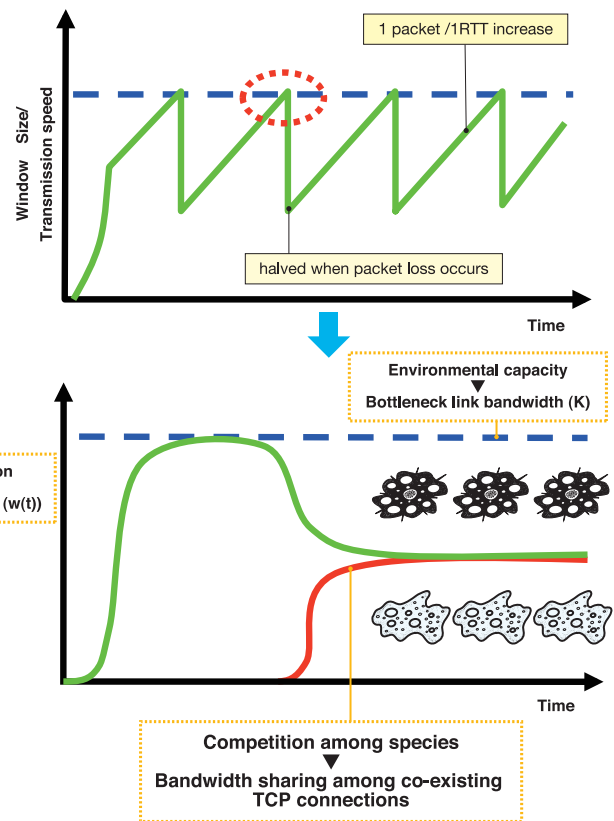 1 packet /1RTT increase
Window Size/
Transmission speed
halved when packet loss occurs
Time
Environmental capacity
▼
Bottleneck link bandwidth (K)
on
(w(t))
Time
Competition among species
▼
Bandwidth sharing among co-existing
TCP connections